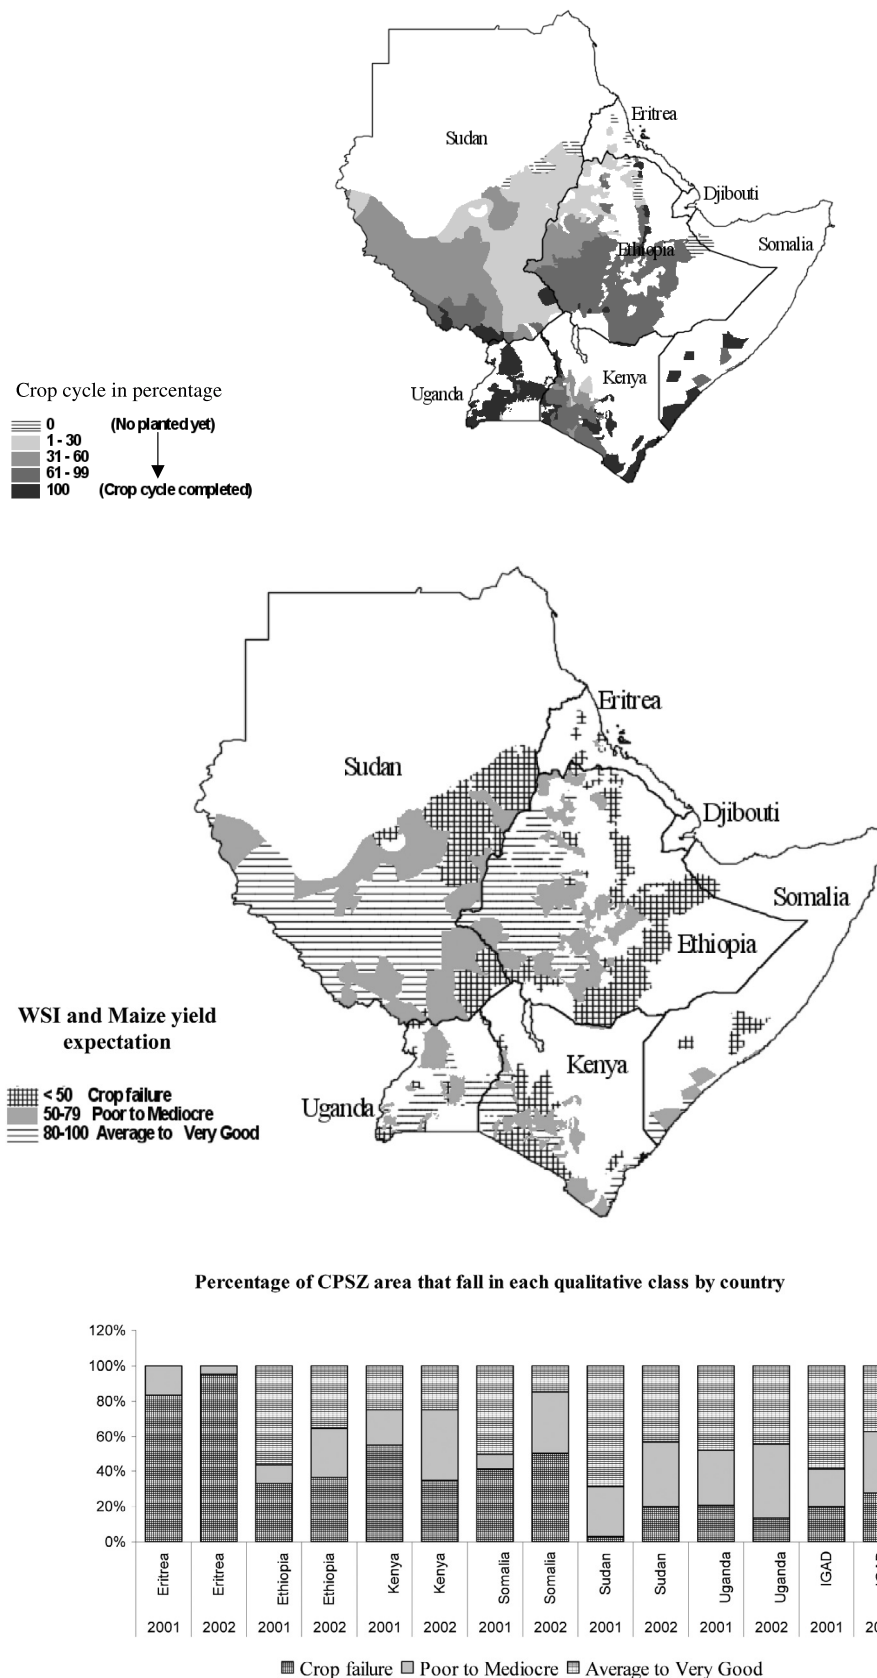 Sudan
Eritrea
Djibouti
Ethiopia
Somalia
Kenya
Uganda
Crop cycle in percentage
0 (No planted yet)
1 - 30
31 - 60
61 - 99
100 (Crop cycle completed)
Eritrea
Sudan
Djibouti
Somalia
Ethiopia
Kenya
Uganda
WSI and Maize yield
expectation
< 50 Crop failure
50-79 Poor to Mediocre
80-100 Average to Very Good
Percentage of CPSZ area that fall in each qualitative class by country
120%
100%
80%
60%
40%
20%
0%
Eritrea Eritrea Ethiopia Ethiopia Kenya Kenya Somalia Somalia Sudan Sudan Uganda Uganda IGAD
2001 2002 2001 2002 2001 2002 2001 2002 2001 2002 2001 2002 2001
Crop failure Poor to Mediocre Average to Very Good